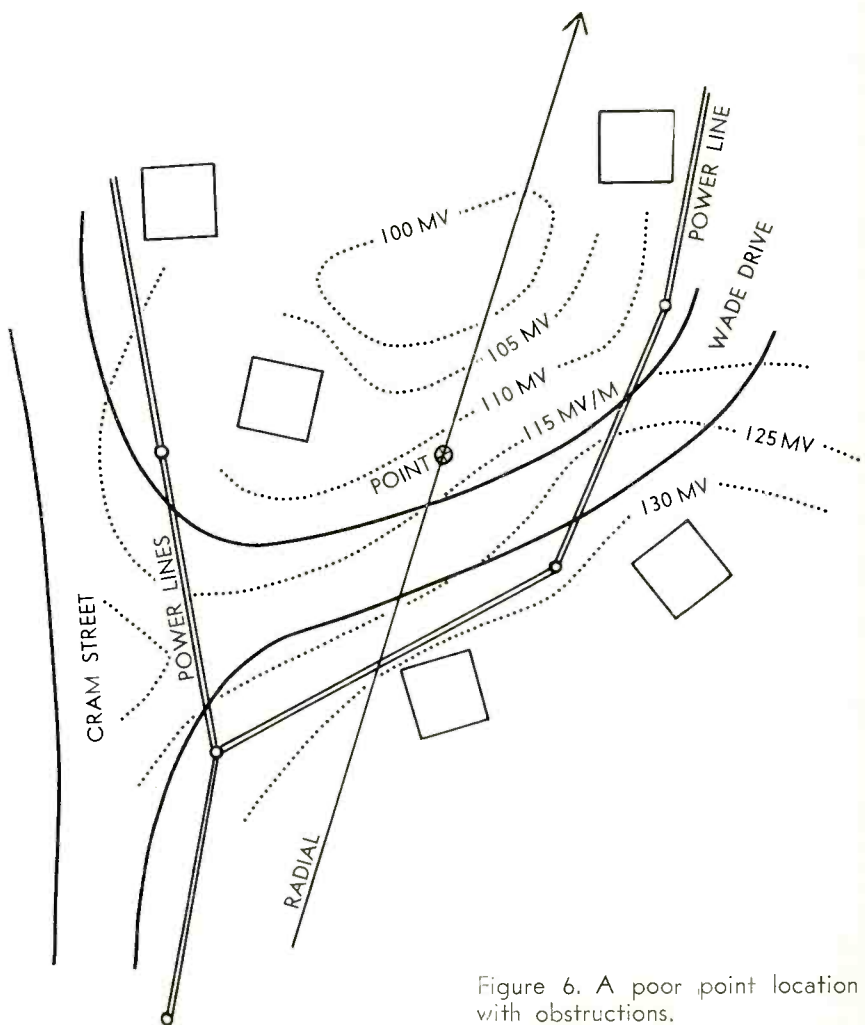 POWER LINE
100 MV
WADE DRIVE
105 MV
110 MV
115 MV/M
125 MV
POINT
130 MV
POWER LINES
CRAM STREET
RADIAL
Figure 6. A poor point location
with obstructions.